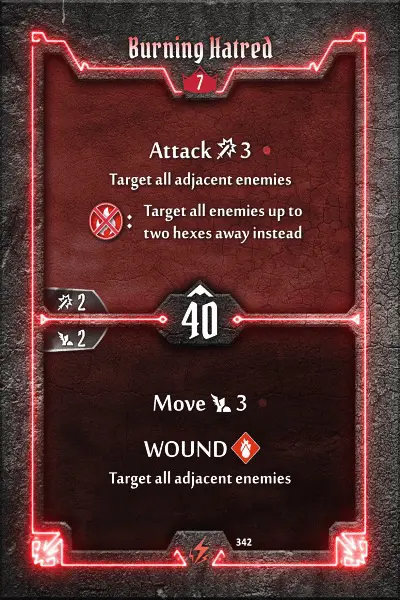 Burning Hatred
7
Attack 3
Target all adjacent enemies
: Target all enemies up to
two hexes away instead
2
40
2
Move 3
WOUND
Target all adjacent enemies
342